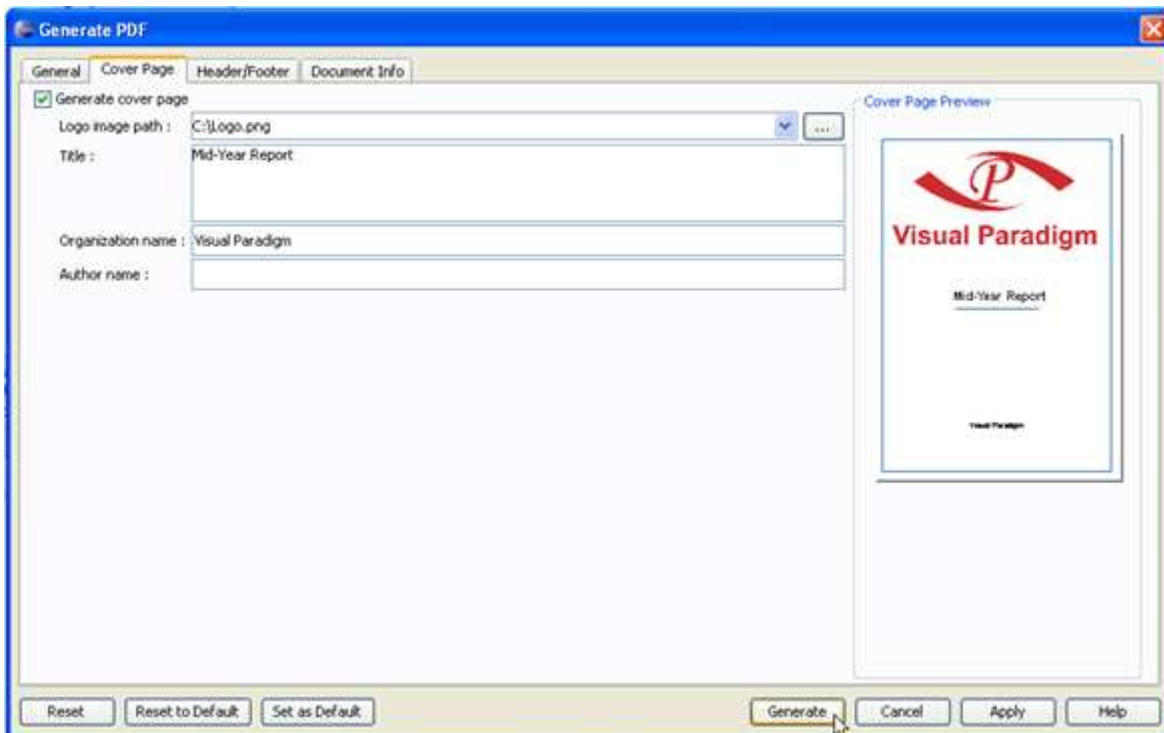 Generate PDF
General Cover Page Header/Footer Document Info
Generate cover page
Logo image path : C:\Logo.png ...
Title : Mid-Year Report
Organization name : Visual Paradigm
Author name :
Cover Page Preview
P
Visual Paradigm
Mid-Year Report
Visual Paradigm
Reset Reset to Default Set as Default Generate Cancel Apply Help